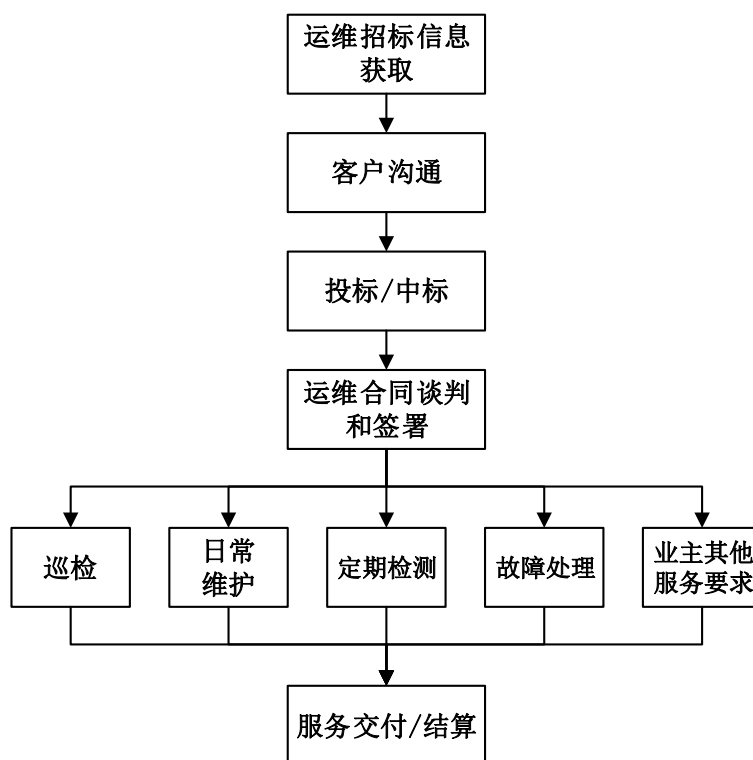 运维招标信息
获取
客户沟通
投标/中标
运维合同谈判
和签署
巡检
日常
维护
定期检测
故障处理
业主其他
服务要求
服务交付/结算